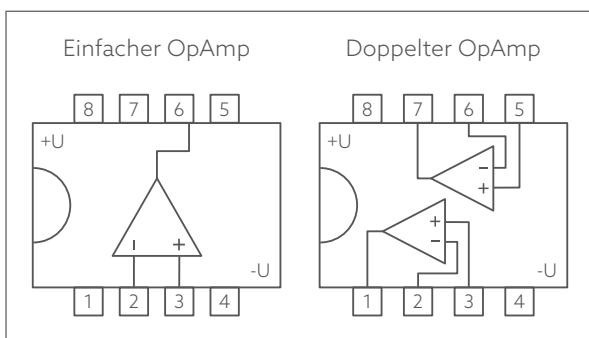 Einfacher OpAmp
8 7 6 5
+U
-U
1 2 3 4
Doppelter OpAmp
8 7 6 5
+U
-
+
+
-
-U
1 2 3 4
- +